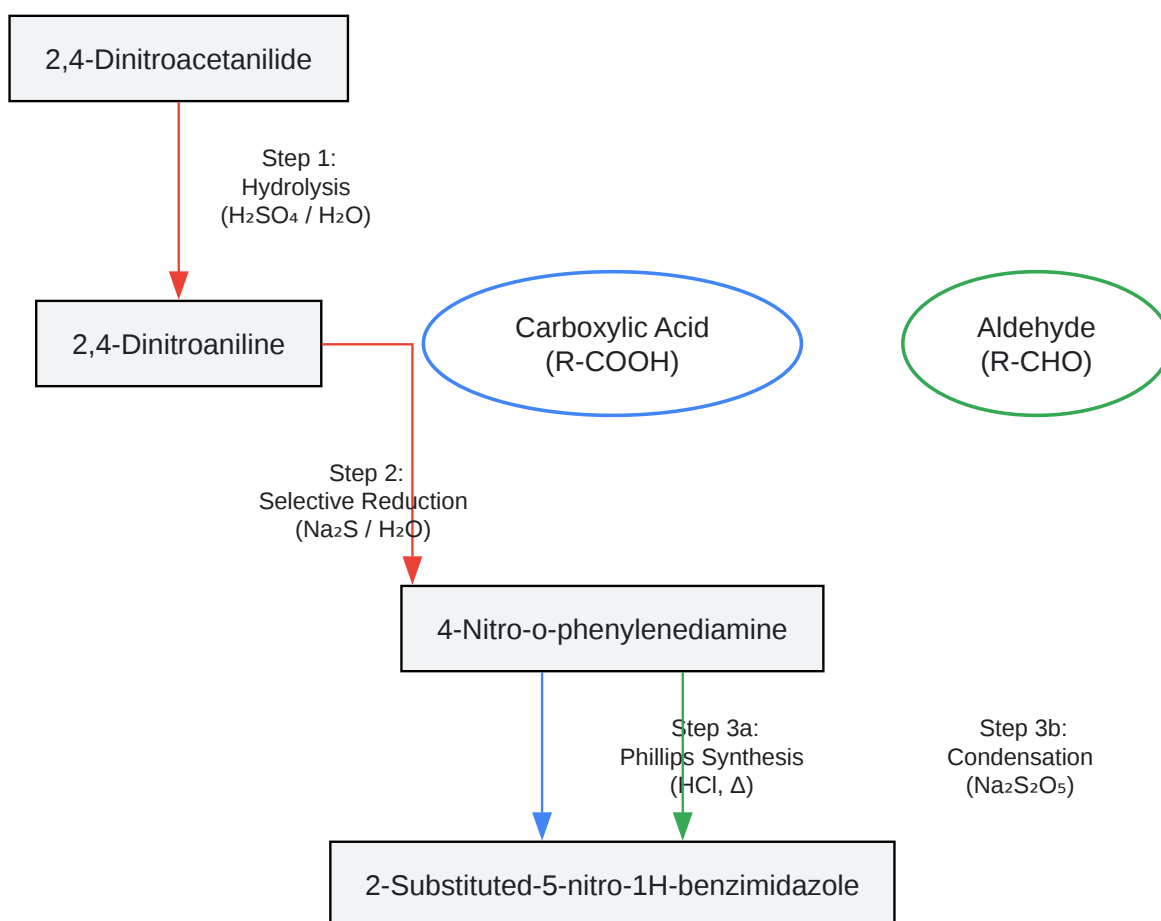 2,4-Dinitroacetanilide
Step 1:
Hydrolysis
(H₂SO₄ / H₂O)
2,4-Dinitroaniline
Carboxylic Acid
(R-COOH)
Aldehyde
(R-CHO)
Step 2:
Selective Reduction
(Na₂S / H₂O)
4-Nitro-o-phenylenediamine
Step 3a:
Phillips Synthesis
(HCl, Δ)
Step 3b:
Condensation
(Na₂S₂O₅)
2-Substituted-5-nitro-1H-benzimidazole